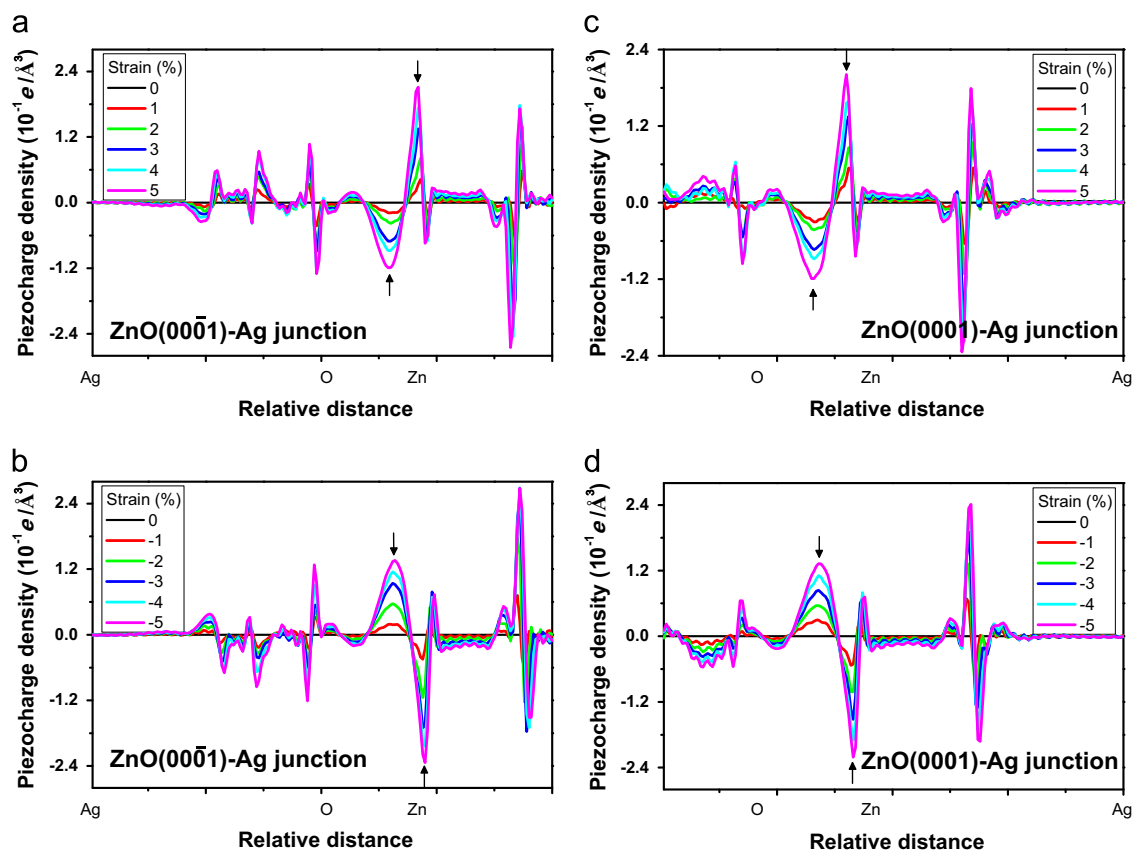 a
Piezocharge density (10⁻¹ e/Å³)
2.4
1.2
0.0
-1.2
-2.4
Strain (%)
0
1
2
3
4
5
ZnO(000̄1)-Ag junction
Ag
O
Zn
Relative distance
c
Piezocharge density (10⁻¹ e/Å³)
2.4
1.2
0.0
-1.2
-2.4
Strain (%)
0
1
2
3
4
5
ZnO(0001)-Ag junction
O
Zn
Ag
Relative distance
b
Piezocharge density (10⁻¹ e/Å³)
2.4
1.2
0.0
-1.2
-2.4
Strain (%)
0
-1
-2
-3
-4
-5
ZnO(000̄1)-Ag junction
Ag
O
Zn
Relative distance
d
Piezocharge density (10⁻¹ e/Å³)
2.4
1.2
0.0
-1.2
-2.4
Strain (%)
0
-1
-2
-3
-4
-5
ZnO(0001)-Ag junction
O
Zn
Ag
Relative distance